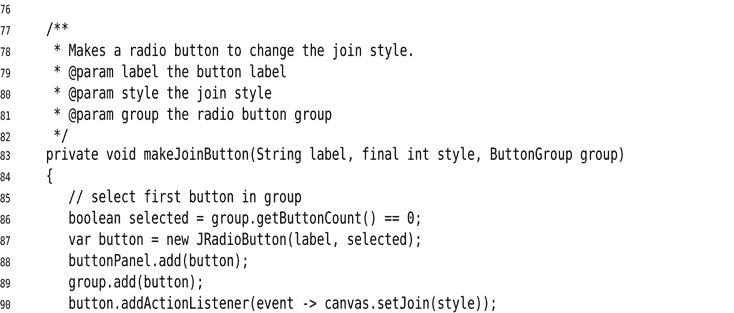 76
77 /**
78 * Makes a radio button to change the join style.
79 * @param label the button label
80 * @param style the join style
81 * @param group the radio button group
82 */
83 private void makeJoinButton(String label, final int style, ButtonGroup group)
84 {
85 // select first button in group
86 boolean selected = group.getButtonCount() == 0;
87 var button = new JRadioButton(label, selected);
88 buttonPanel.add(button);
89 group.add(button);
90 button.addActionListener(event -> canvas.setJoin(style));